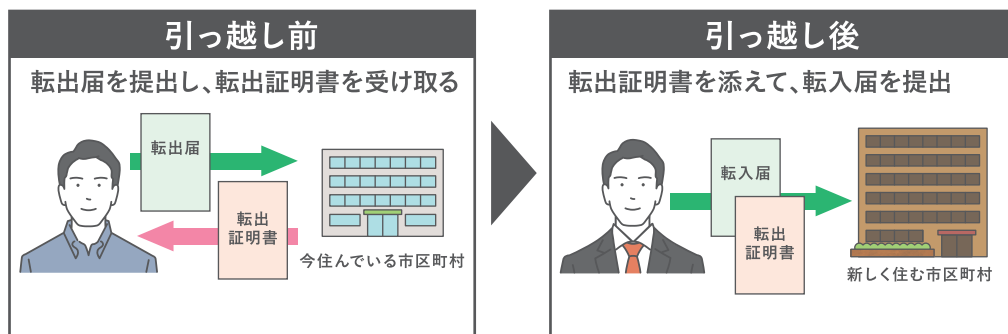 引っ越し前
転出届を提出し、転出証明書を受け取る
転出届
転出
証明書
今住んでいる市区町村
引っ越し後
転出証明書を添えて、転入届を提出
転入届
転出
証明書
新しく住む市区町村